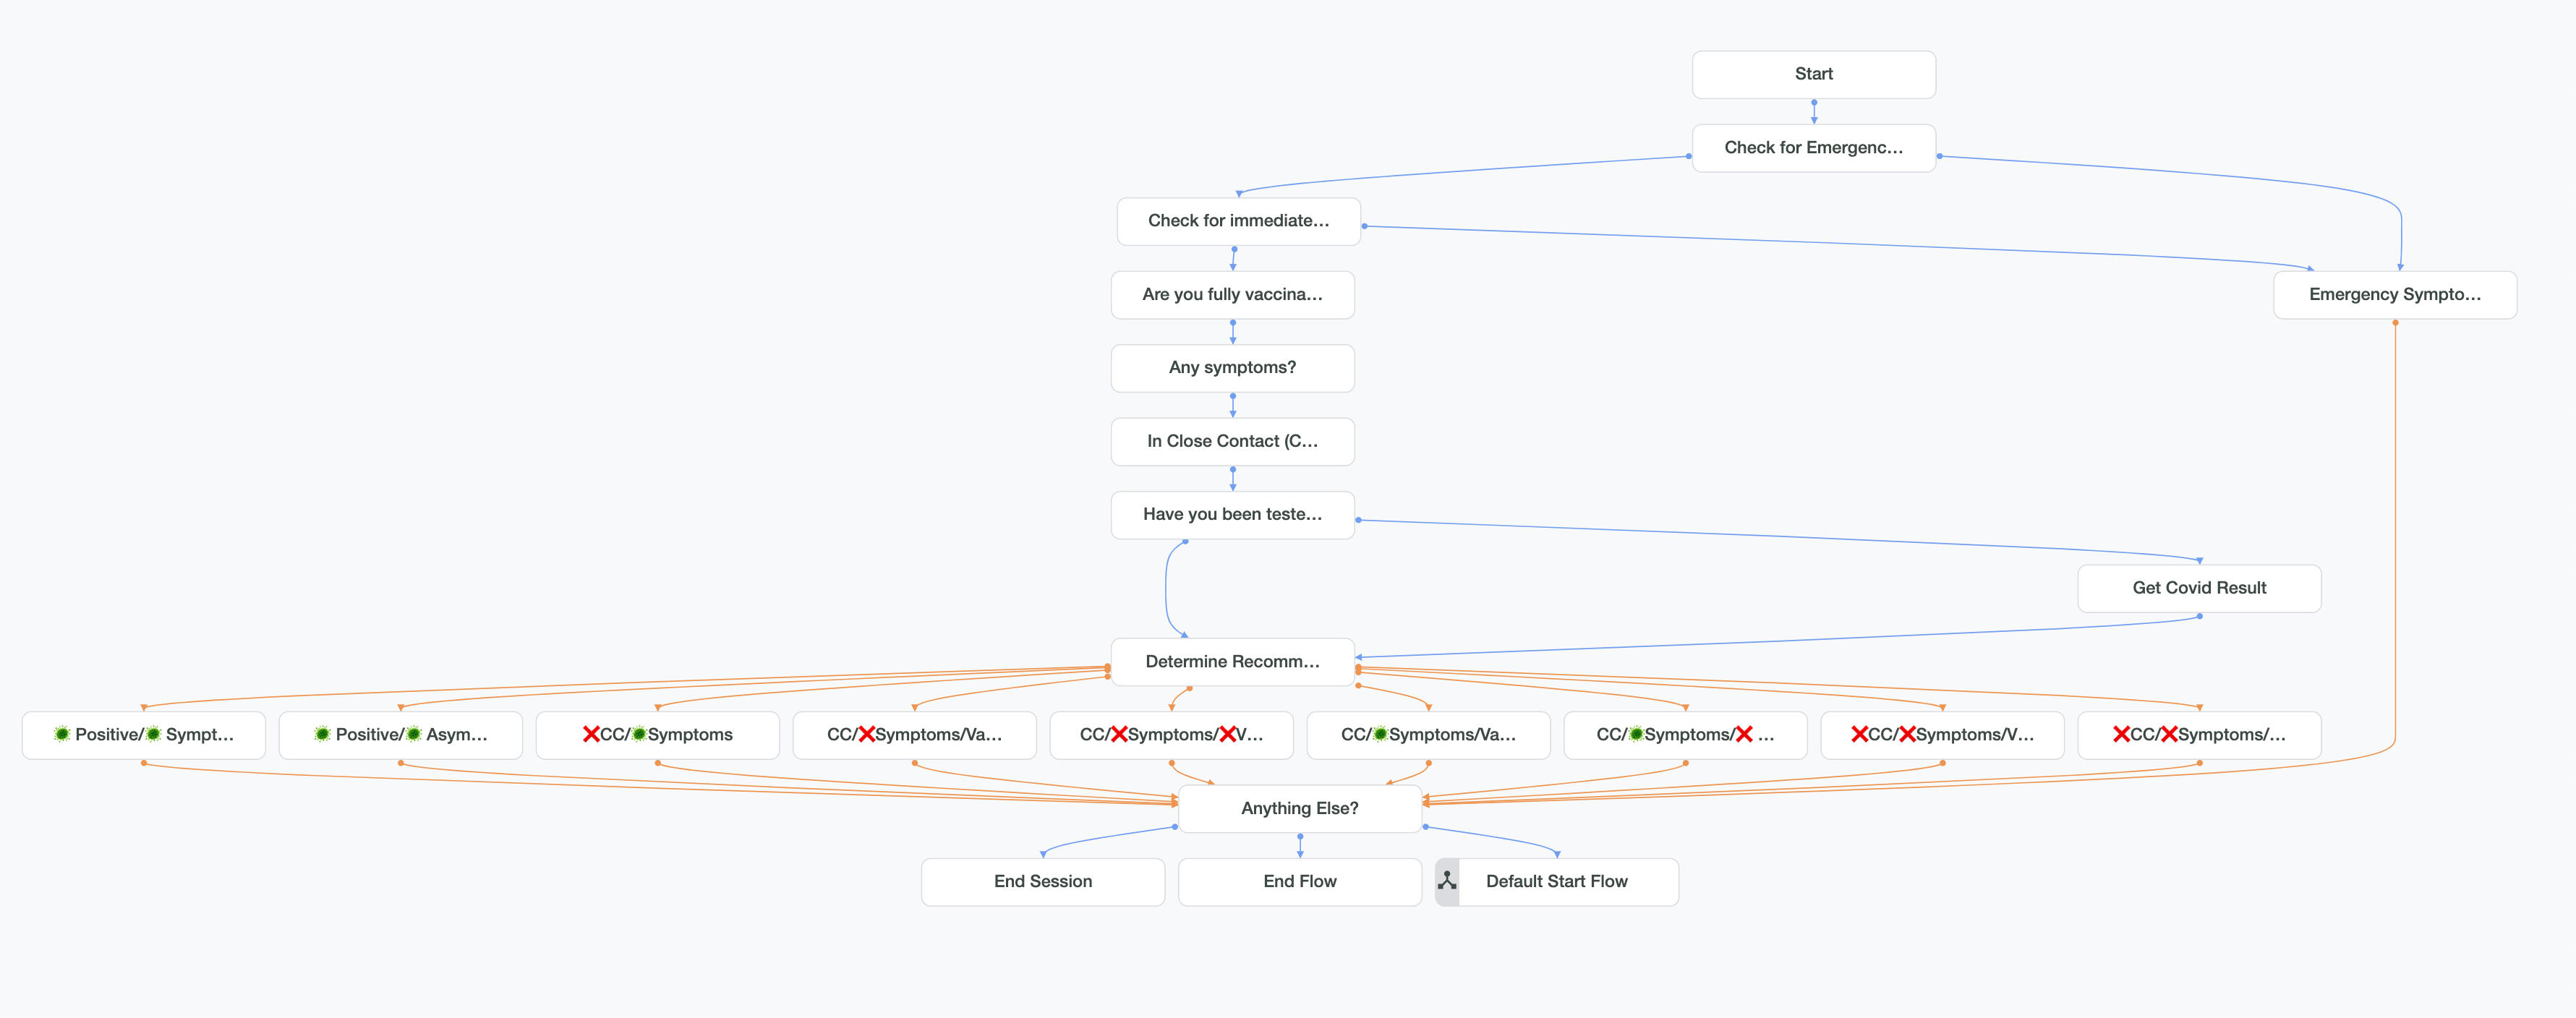 Start
Check for Emergenc...
Check for immediate...
Are you fully vaccina...
Emergency Sympto...
Any symptoms?
In Close Contact (C...
Have you been teste...
Get Covid Result
Determine Recomm...
Positive/ Sympt...
Positive/ Asym...
❌CC/ Symptoms
CC/❌Symptoms/Va...
CC/❌Symptoms/❌V...
CC/ Symptoms/Va...
CC/ Symptoms/❌ ...
❌CC/❌Symptoms/V...
❌CC/❌Symptoms/...
Anything Else?
End Session
End Flow
Default Start Flow